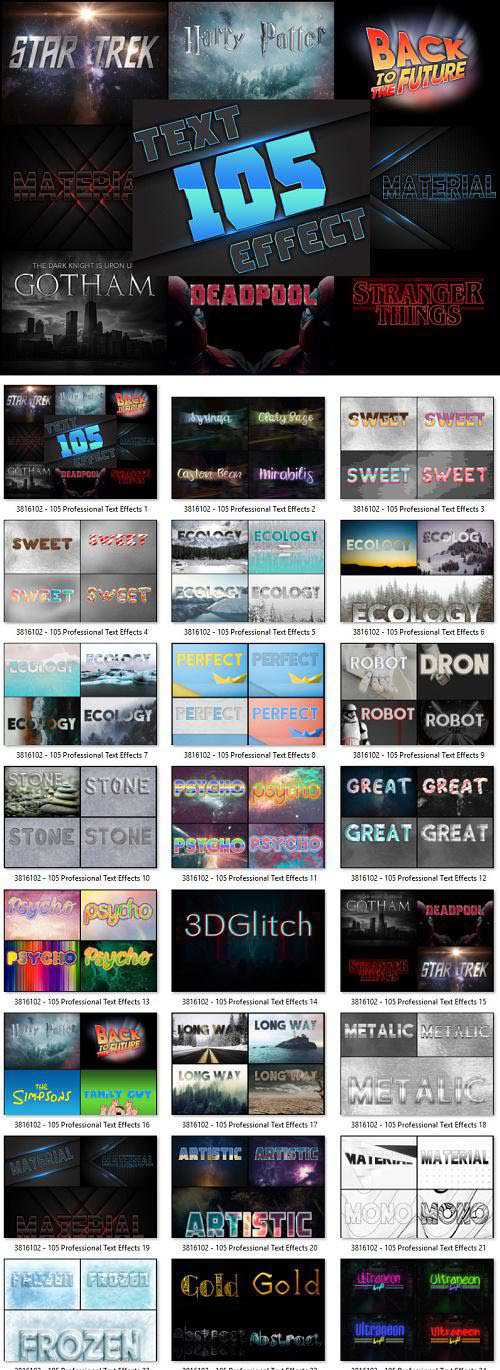 STAR TREK
Harry Potter
BACK
TO
THE FUTURE
TEXT
105
EFFECT
MATERIA
MATERIAL
THE DARK KNIGHT IS UPON U
GOTHAM
DEADPOOL
STRANGER
THINGS
STAR TREK
Harry Potter
BACK
TO
THE FUTURE
TEXT
105
EFFECT
MATERIAL
GOTHAM
DEADPOOL
Syringa
Clary Sage
Caston Bean
Mirabilis
SWEET SWEET
SWEET SWEET
3816102 - 105 Professional Text Effects 1
3816102 - 105 Professional Text Effects 2
3816102 - 105 Professional Text Effects 3
SWEET SWEET
SWEET SWEET
ECOLOGY ECOLOGY
ECOLOGY ECOLOGY
ECOLOGY ECOLOGY
ECOLOGY
3816102 - 105 Professional Text Effects 4
3816102 - 105 Professional Text Effects 5
3816102 - 105 Professional Text Effects 6
ECOLOGY ECOLOGY
ECOLOGY ECOLOGY
PERFECT PERFECT
PERFECT PERFECT
ROBOT DRON
ROBOT ROBOT
3816102 - 105 Professional Text Effects 7
3816102 - 105 Professional Text Effects 8
3816102 - 105 Professional Text Effects 9
STONE STONE
STONE STONE
PSYCHO PSYCHO
PSYCHO PSYCHO
GREAT GREAT
GREAT GREAT
3816102 - 105 Professional Text Effects 10
3816102 - 105 Professional Text Effects 11
3816102 - 105 Professional Text Effects 12
Psycho psycho
PSYCHO Psycho
3DGlitch
GOTHAM
DEADPOOL
STRANGER
THINGS
STAR TREK
3816102 - 105 Professional Text Effects 13
3816102 - 105 Professional Text Effects 14
3816102 - 105 Professional Text Effects 15
Harry Potter
BACK
TO
THE FUTURE
THE
SIMPSONS
FAMILY GUY
LONG WAY LONG WAY
LONG WAY LONG WAY
METALIC METALIC
METALIC
3816102 - 105 Professional Text Effects 16
3816102 - 105 Professional Text Effects 17
3816102 - 105 Professional Text Effects 18
MATERIAL MATERIAL
MATERIAL
ARTISTIC ARTISTIC
ARTISTIC
MATERIAL MATERIAL
MONO MONO
3816102 - 105 Professional Text Effects 19
3816102 - 105 Professional Text Effects 20
3816102 - 105 Professional Text Effects 21
FROZEN FROZEN
FROZEN
Gold Gold
Abstract Abstract
Ultraneon Ultraneon
Ultraneon Ultraneon